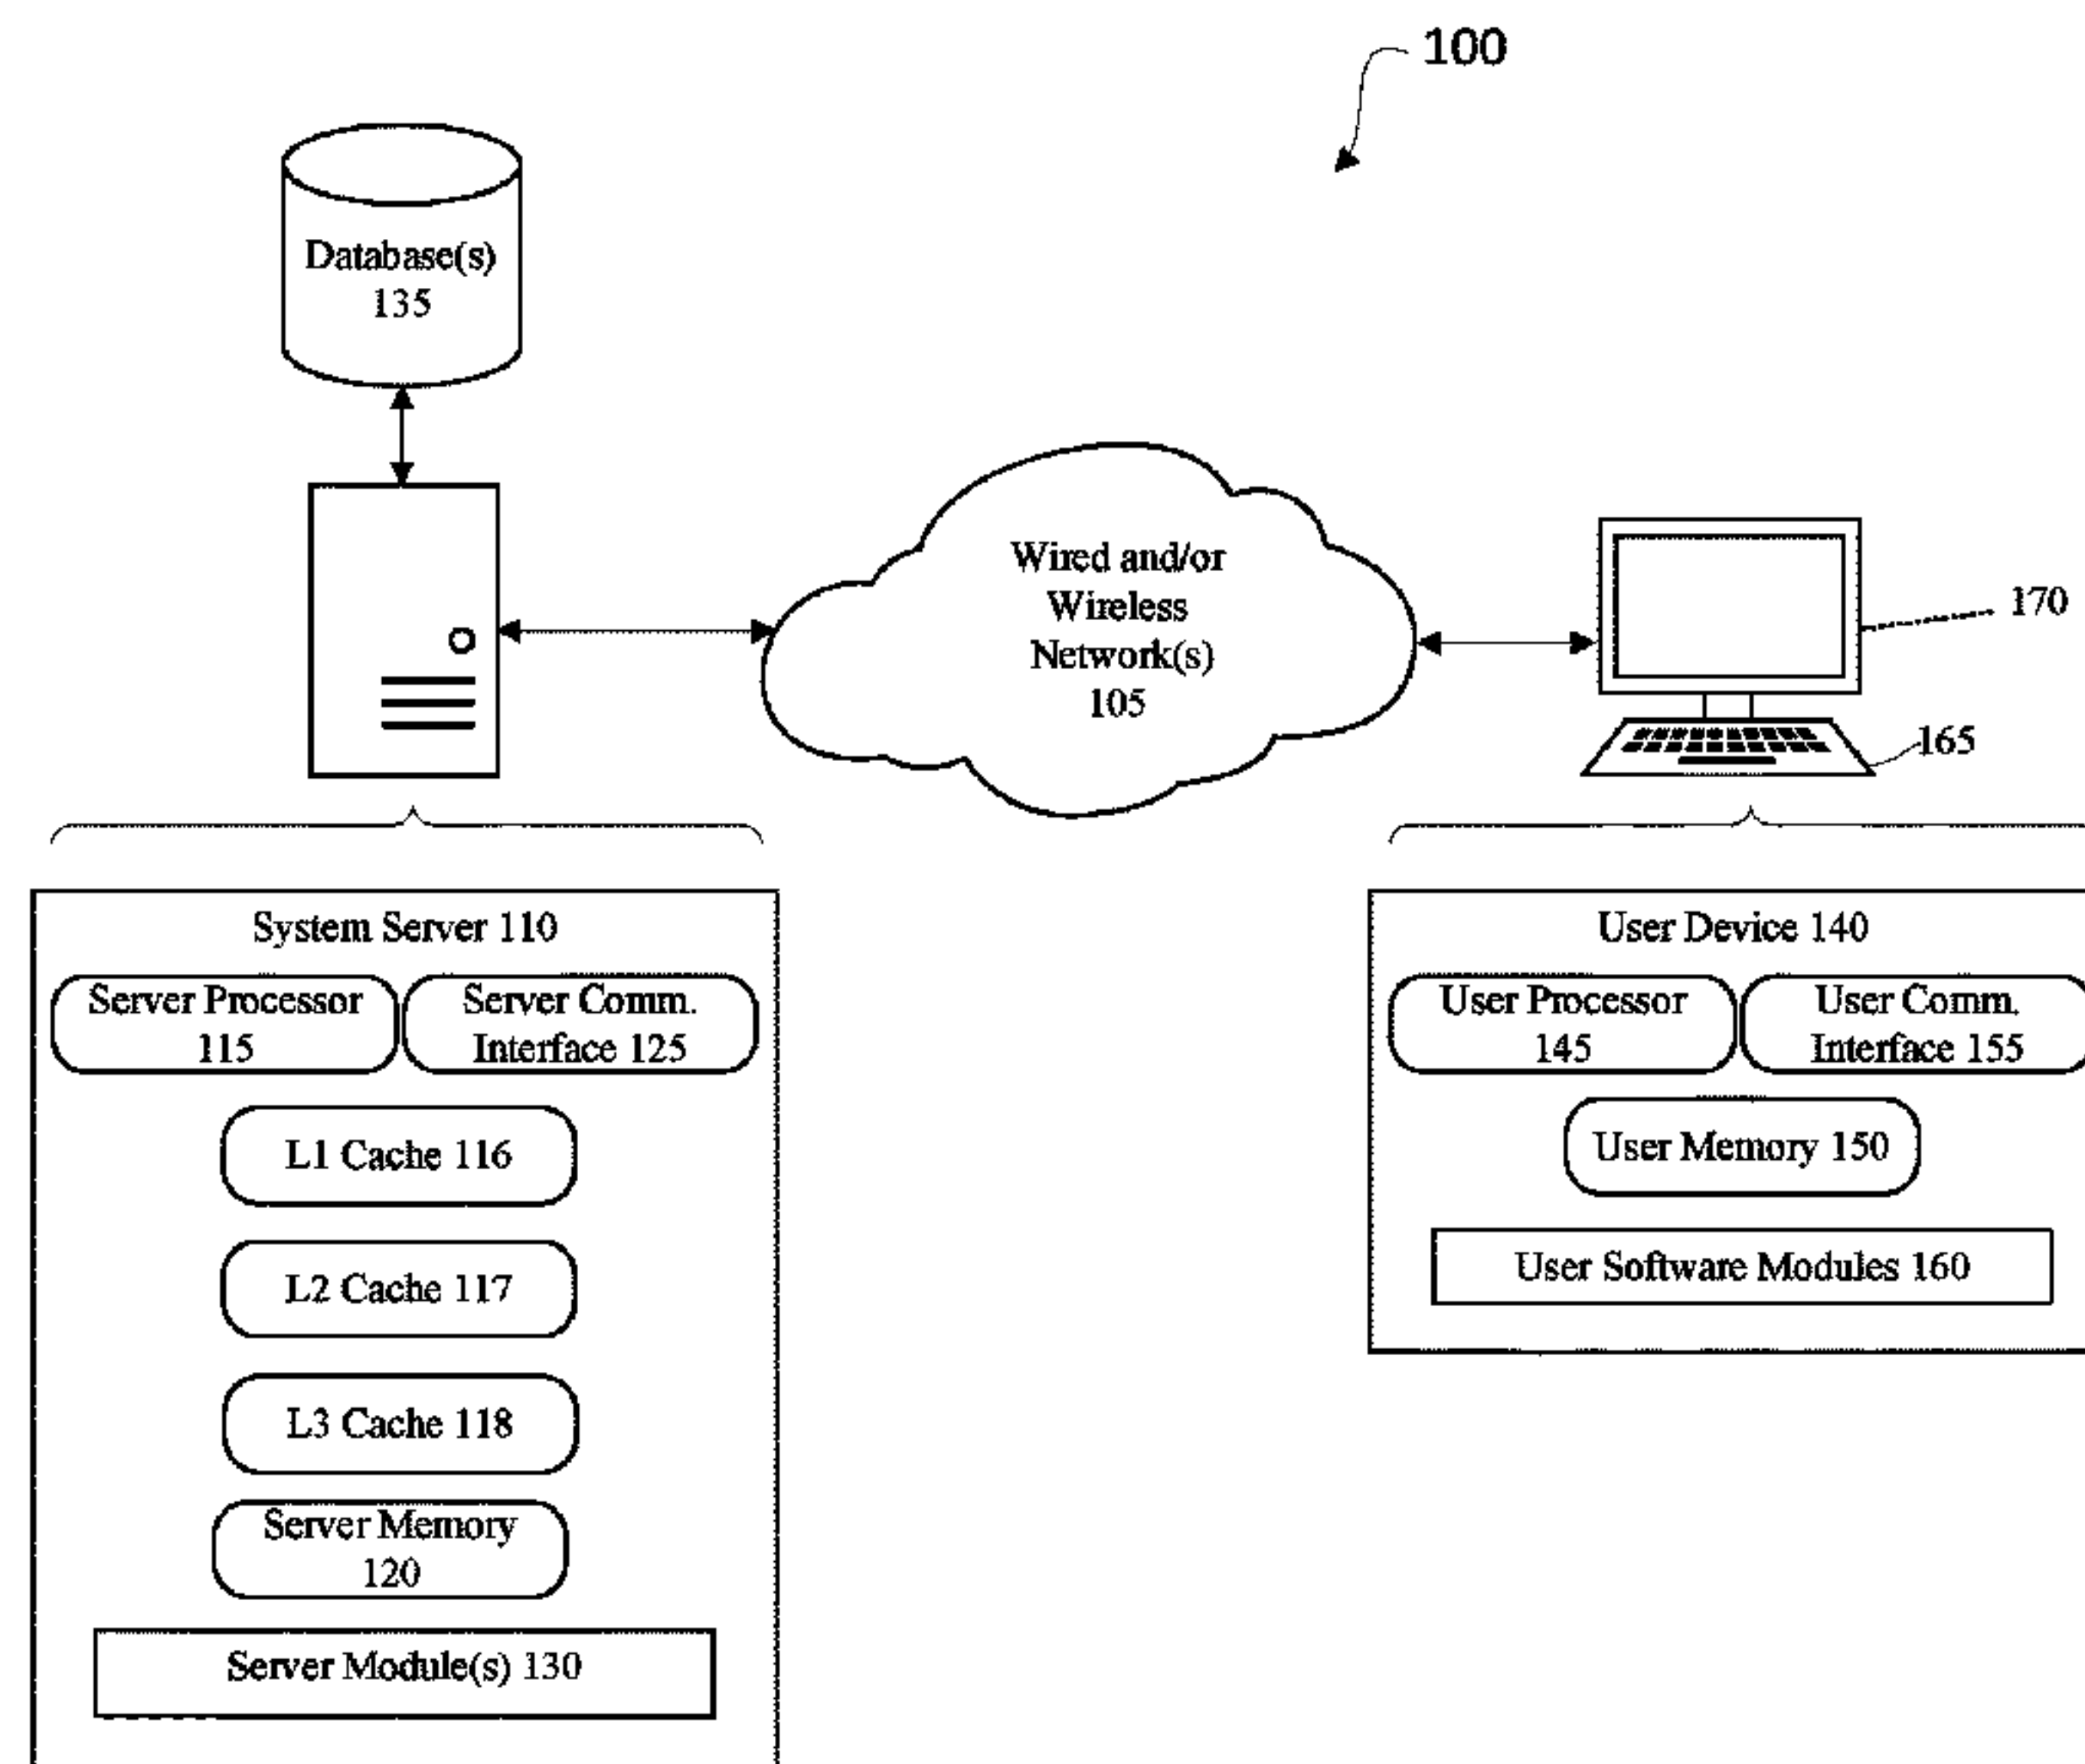 100
Database(s)
135
Wired and/or
Wireless
Network(s)
105
170
165
System Server 110
Server Processor
115
Server Comm.
Interface 125
L1 Cache 116
L2 Cache 117
L3 Cache 118
Server Memory
120
Server Module(s) 130
User Device 140
User Processor
145
User Comm.
Interface 155
User Memory 150
User Software Modules 160